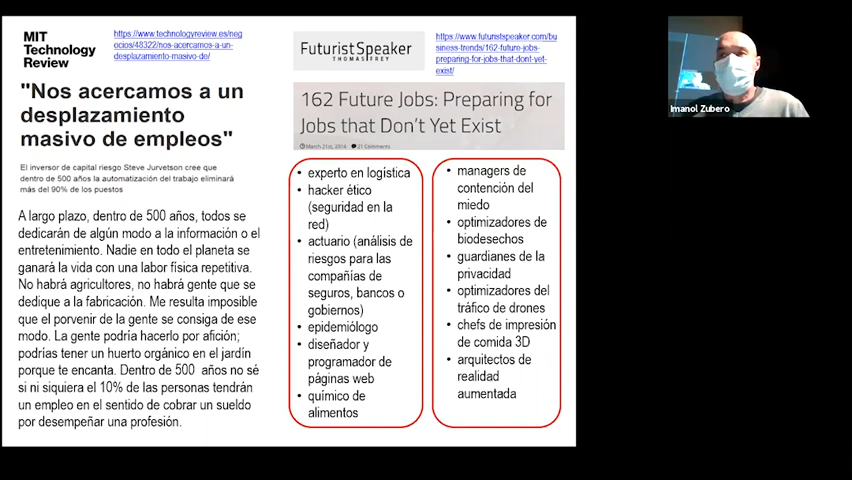 MIT
Technology
Review
https://www.technologyreview.es/neg
ocios/48322/nos-acercamos-a-un-
desplazamiento-masivo-de/
"Nos acercamos a un
desplazamiento
masivo de empleos"
El inversor de capital riesgo Steve Jurvetson cree que
dentro de 500 años la automatización del trabajo eliminará
más del 90% de los puestos
A largo plazo, dentro de 500 años, todos se
dedicarán de algún modo a la información o el
entretenimiento. Nadie en todo el planeta se
ganará la vida con una labor física repetitiva.
No habrá agricultores, no habrá gente que se
dedique a la fabricación. Me resulta imposible
que el porvenir de la gente se consiga de ese
modo. La gente podría hacerlo por afición;
podrías tener un huerto orgánico en el jardín
porque te encanta. Dentro de 500 años no sé
si ni siquiera el 10% de las personas tendrán
un empleo en el sentido de cobrar un sueldo
por desempeñar una profesión.
FuturistSpeaker
THOMAS FREY
https://www.futuristspeaker.com/bu
siness-trends/162-future-jobs-
preparing-for-jobs-that-dont-yet-
exist/
162 Future Jobs: Preparing for
Jobs that Don't Yet Exist
March 21st, 2014 21 Comments
• experto en logística
• hacker ético
(seguridad en la
red)
• actuario (análisis de
riesgos para las
compañías de
seguros, bancos o
gobiernos)
• epidemiólogo
• diseñador y
programador de
páginas web
• químico de
alimentos
• managers de
contención del
miedo
• optimizadores de
biodesechos
• guardianes de la
privacidad
• optimizadores del
tráfico de drones
• chefs de impresión
de comida 3D
• arquitectos de
realidad
aumentada
Imanol Zubero